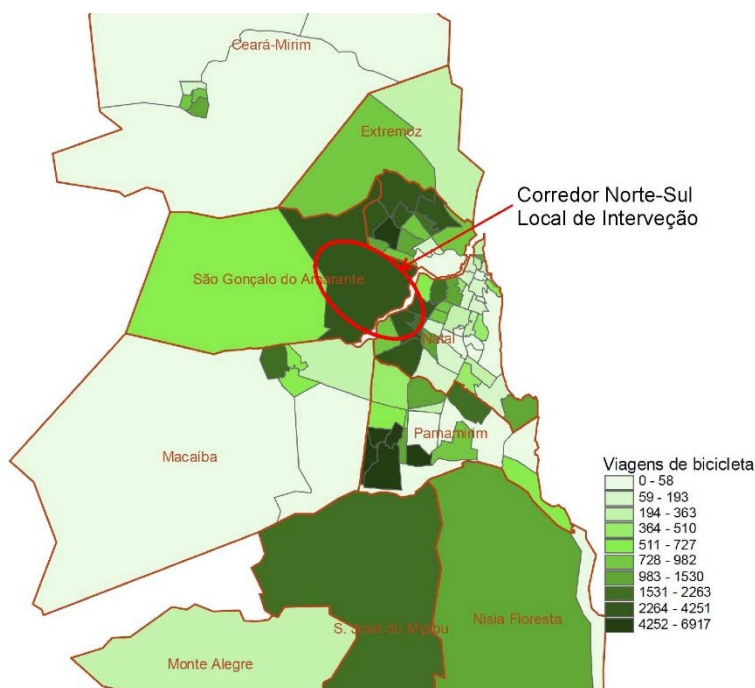 Ceará-Mirim
Extremoz
Corredor Norte-Sul
Local de Interveção
São Gonçalo do Amarante
Natal
Parnamirim
Macaíba
Viagens de bicicleta
0 - 58
59 - 193
194 - 363
364 - 510
511 - 727
728 - 982
983 - 1530
1531 - 2263
2264 - 4251
4252 - 6917
S. José do Mipibu
Nisia Floresta
Monte Alegre